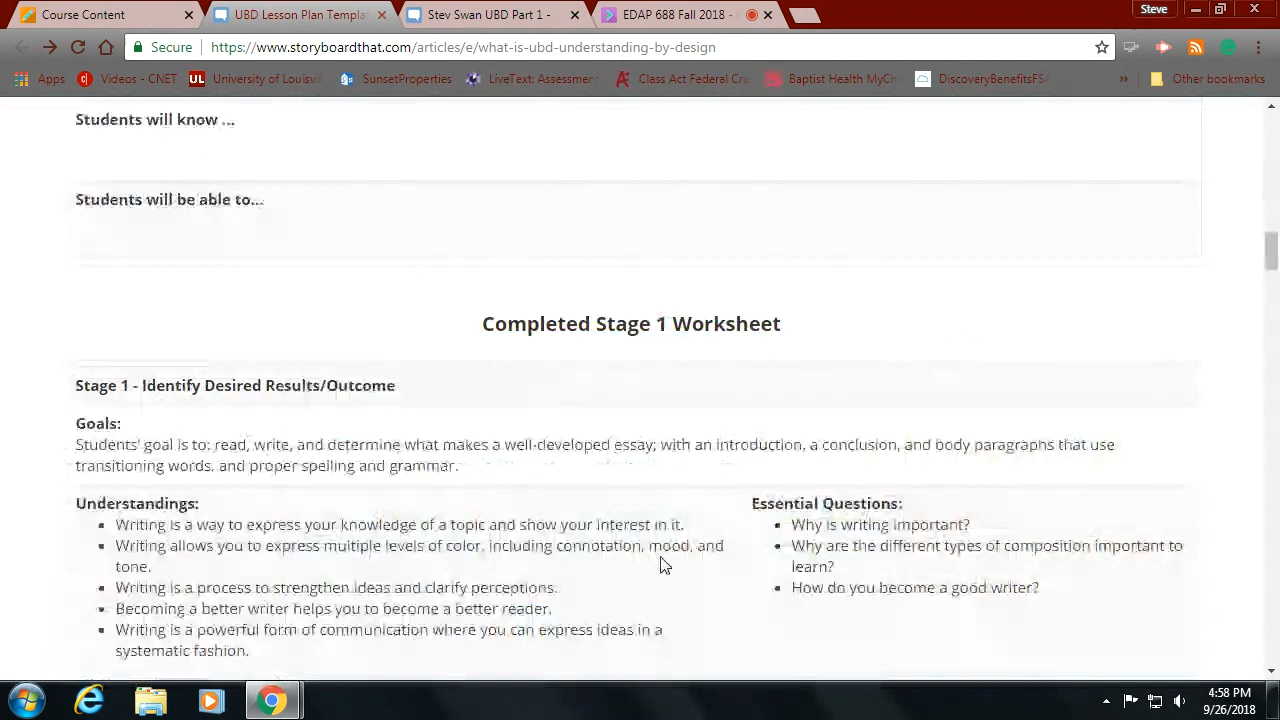 Course Content
UBD Lesson Plan Templa
Stev Swan UBD Part 1
EDAP 688 Fall 2018 -
Steve
Secure
https://www.storyboardthat.com/articles/e/what-is-ubd-understanding-by-design
Apps
Videos - CNET
UL
University of Louisvil
SunsetProperties
LiveText: Assessmen
Class Act Federal Cre
Baptist Health MyCh
DiscoveryBenefitsFSA
»
Other bookmarks
Students will know ...
Students will be able to...
Completed Stage 1 Worksheet
Stage 1 - Identify Desired Results/Outcome
Goals:
Students' goal is to: read, write, and determine what makes a well-developed essay; with an introduction, a conclusion, and body paragraphs that use
transitioning words, and proper spelling and grammar.
Understandings:
Writing is a way to express your knowledge of a topic and show your interest in it.
Writing allows you to express multiple levels of color, including connotation, mood, and
tone.
Writing is a process to strengthen ideas and clarify perceptions.
Becoming a better writer helps you to become a better reader.
Writing is a powerful form of communication where you can express ideas in a
systematic fashion.
Essential Questions:
Why is writing important?
Why are the different types of composition important to
learn?
How do you become a good writer?
4:58 PM
9/26/2018